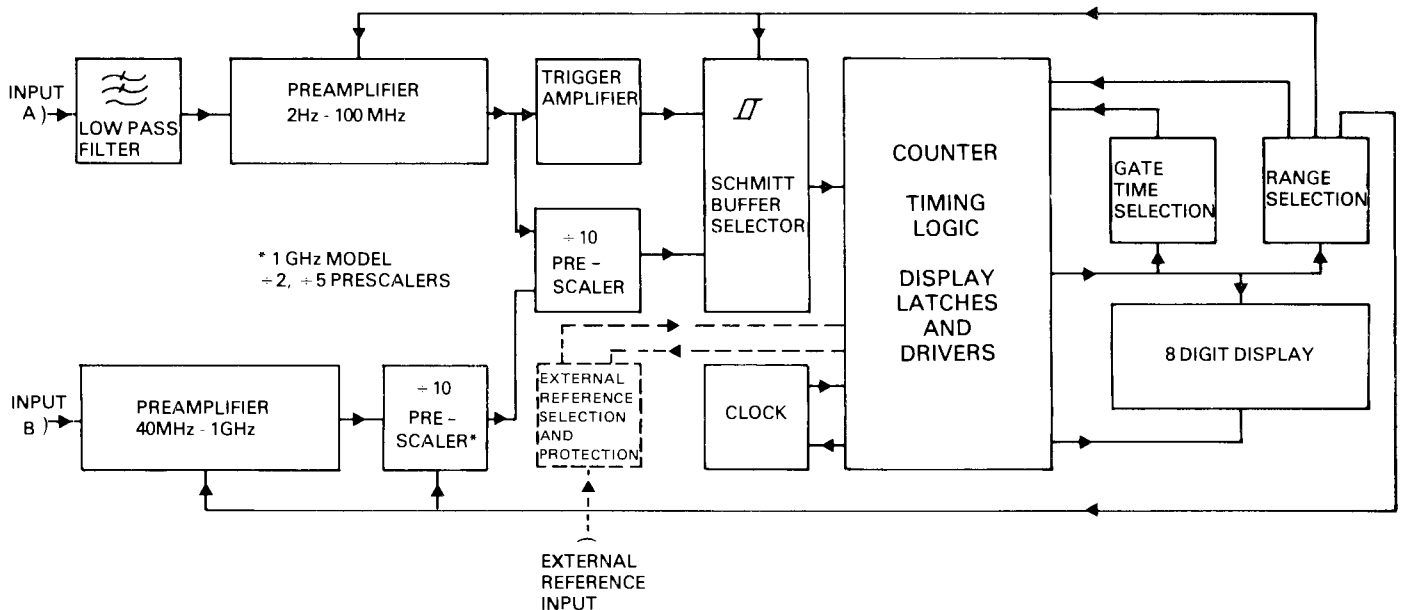 INPUT
A )
LOW PASS
FILTER
PREAMPLIFIER
2Hz - 100 MHz
TRIGGER
AMPLIFIER
SCHMITT
BUFFER
SELECTOR
÷ 10
PRE -
SCALER
* 1 GHz MODEL
÷2, ÷5 PRESCALERS
INPUT
B )
PREAMPLIFIER
40MHz - 1GHz
÷ 10
PRE -
SCALER*
EXTERNAL
REFERENCE
SELECTION
AND
PROTECTION
EXTERNAL
REFERENCE
INPUT
CLOCK
COUNTER
TIMING
LOGIC
DISPLAY
LATCHES
AND
DRIVERS
GATE
TIME
SELECTION
RANGE
SELECTION
8 DIGIT DISPLAY